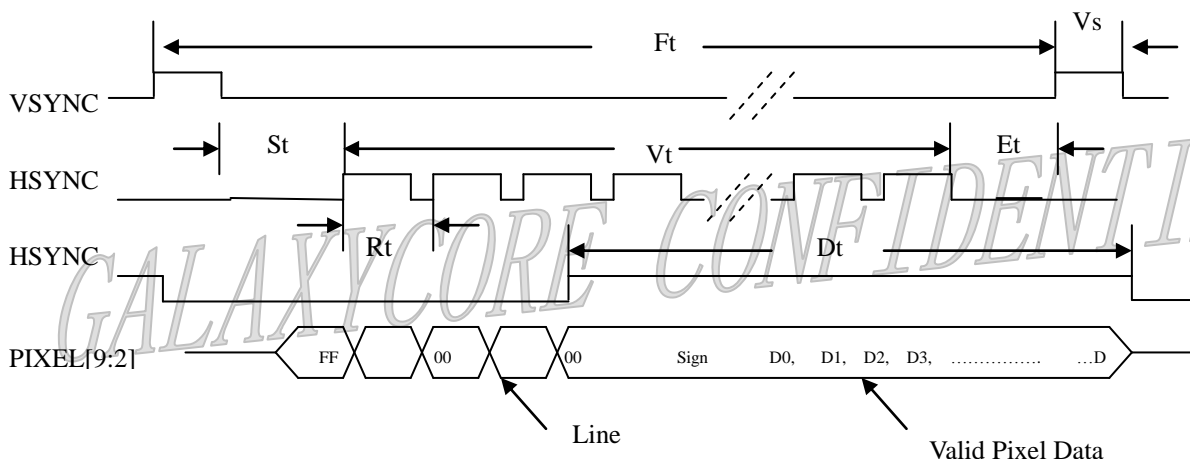 Vs
Ft
VSYNC
St
Vt
Et
HSYNC
Rt
HSYNC
Dt
GALAXYCORE CONFIDENTI
PIXEL[9:2]
FF 00 00 Sign D0, D1, D2, D3, ……………. …D
Line
Valid Pixel Data